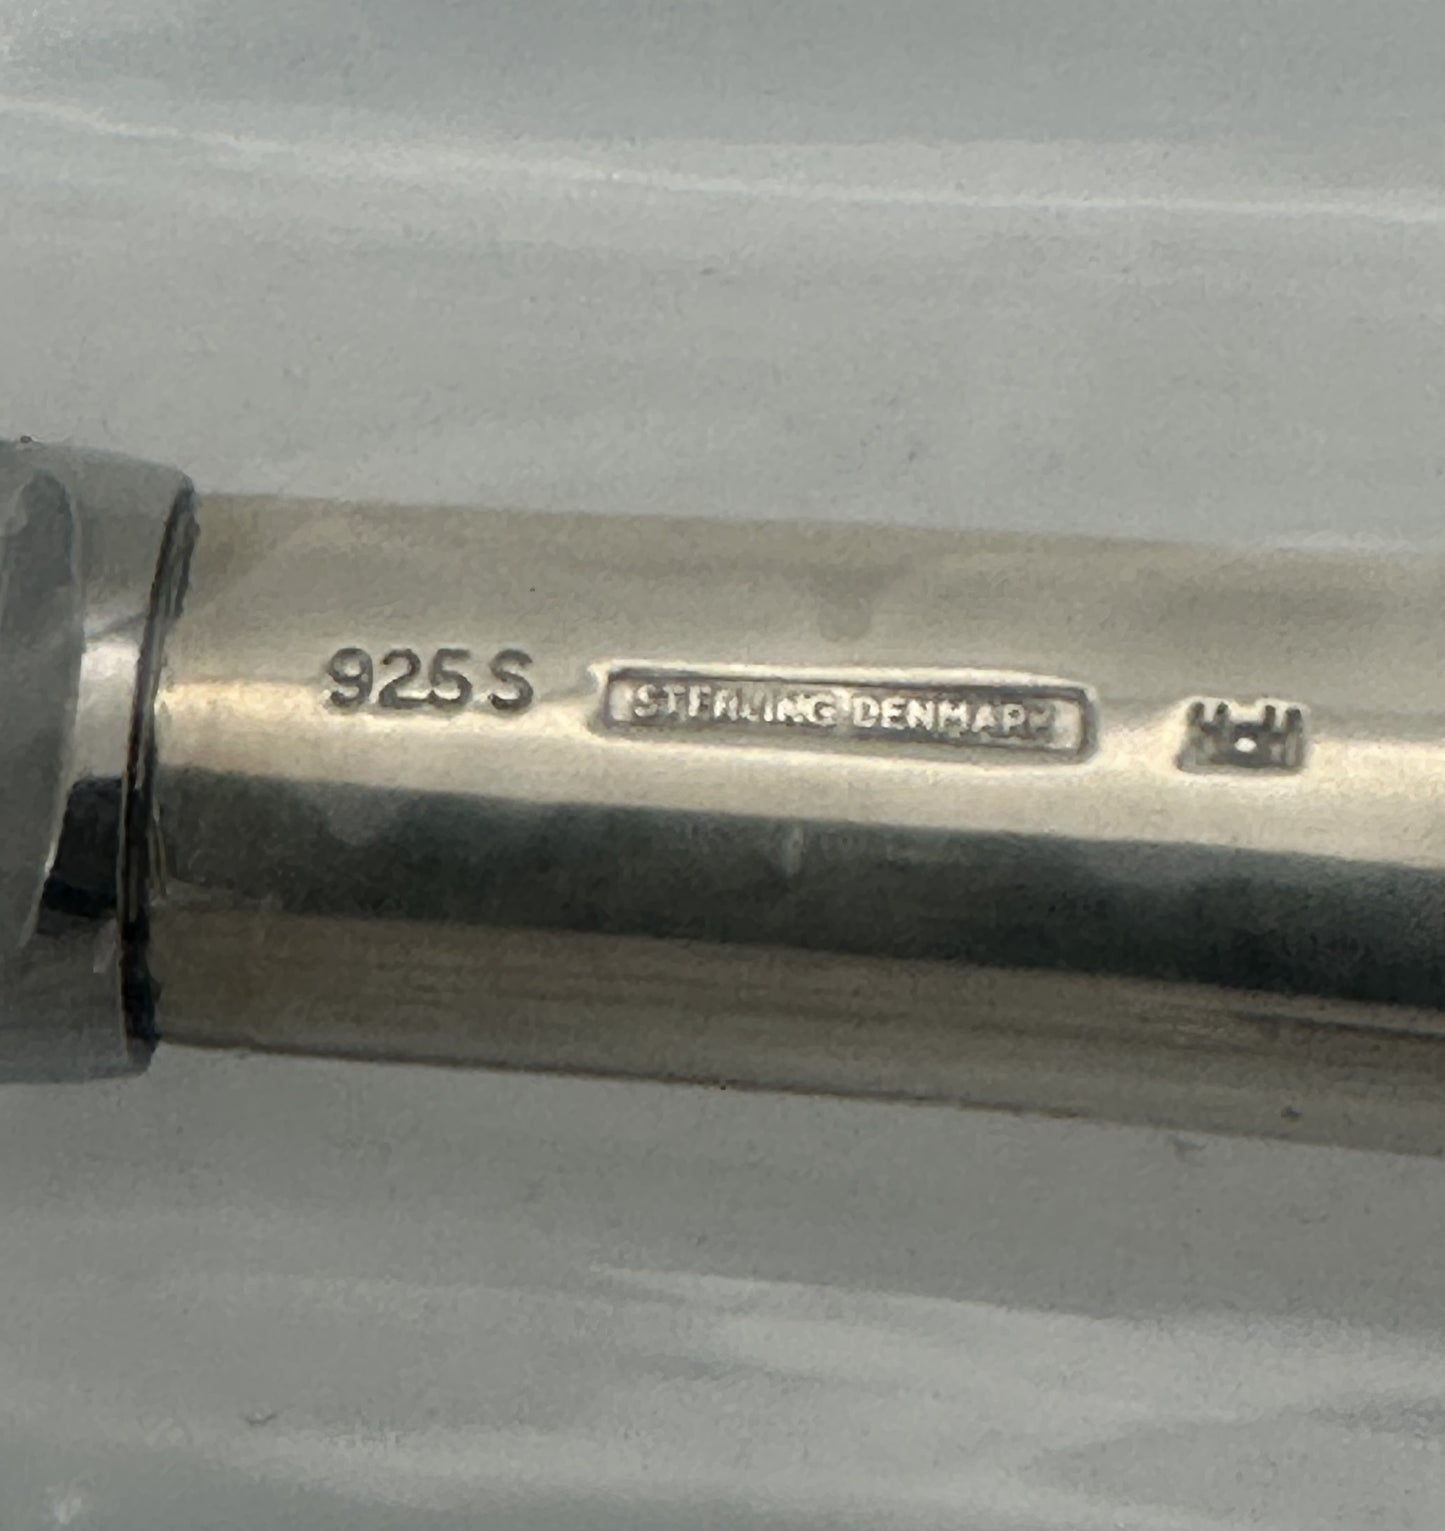 925 S STERLING DENMARK